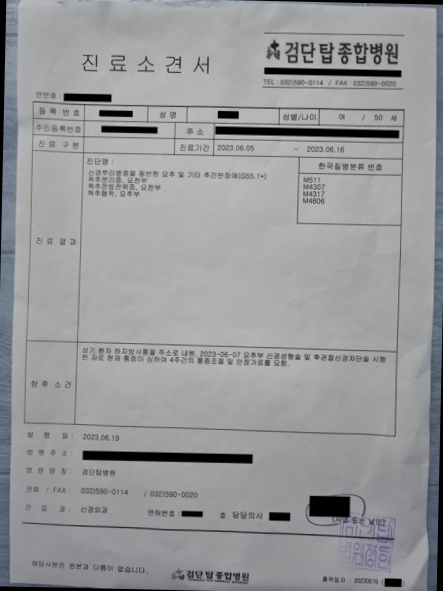 진료소견서
검단탑종합병원
TEL : 032)590-0114 / FAX : 032)590-0020
연번호 :
등록 번호 성 명 성별/나이 여 / 50 세
주민등록번호 주 소
진료 구분 진료기간 2023.06.05 ~ 2023.06.16
진료 결과
진단명 :
신경뿌리병증을 동반한 요추 및 기타 추간판장애(G55.1*)
척추분리증, 요천부
척추전방전위증, 요천부
척추협착, 요추부
한국질병분류 번호
M511
M4307
M4317
M4806
향후 소견
상기 환자 하지방사통을 주소로 내원, 2023-06-07 요추부 신경성형술 및 후관절신경차단술 시행
한 자로 현재 통증이 심하여 4주간의 통증조절 및 안정가료를 요함.
발 행 일 : 2023.06.19
병원 주소 :
병원 명칭 : 검단탑병원
전화 / FAX : 032)590-0114 / 032)590-0020
진 료 과 : 신경외과 면허번호 : 호 담당의사
(서명 또는 날인)
해당사본은 원본과 다름이 없습니다.
검단탑종합병원
출력일자 : 20230619